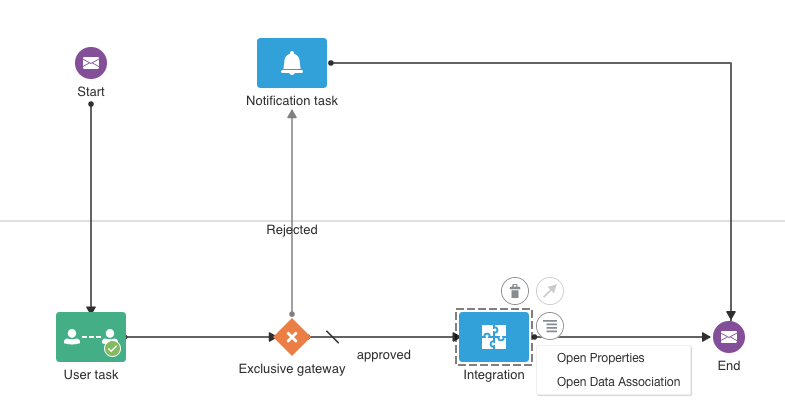 Start
Notification task
Rejected
approved
User task
Exclusive gateway
Integration
Open Properties
Open Data Association
End